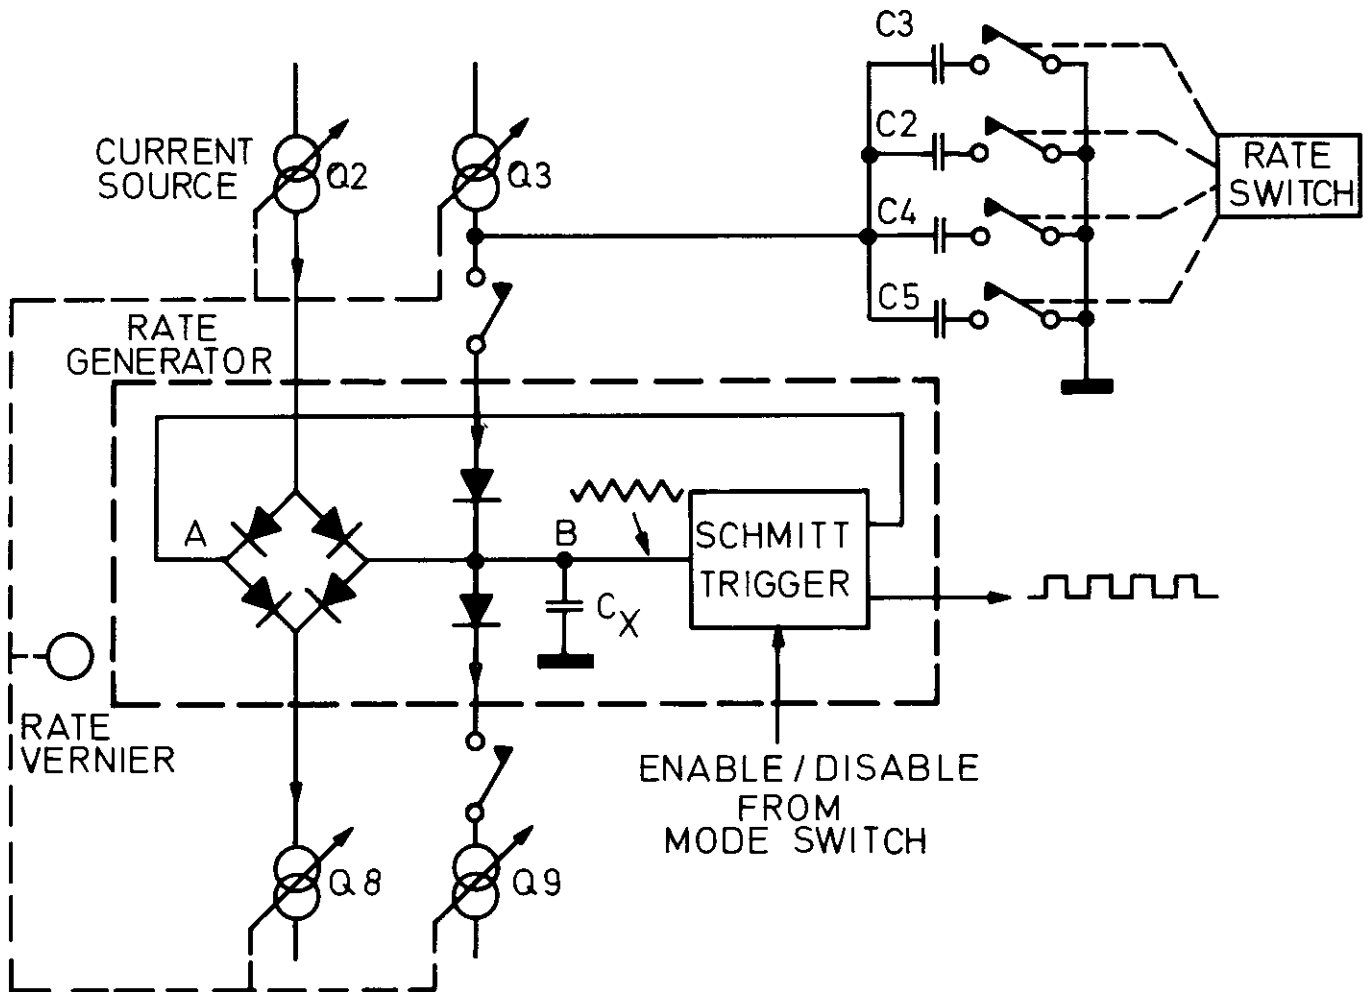 C3
CURRENT
SOURCE
Q2
Q3
C2
C4
C5
RATE
SWITCH
RATE
GENERATOR
A
B
CX
SCHMITT
TRIGGER
RATE
VERNIER
ENABLE/DISABLE
FROM
MODE SWITCH
Q8
Q9